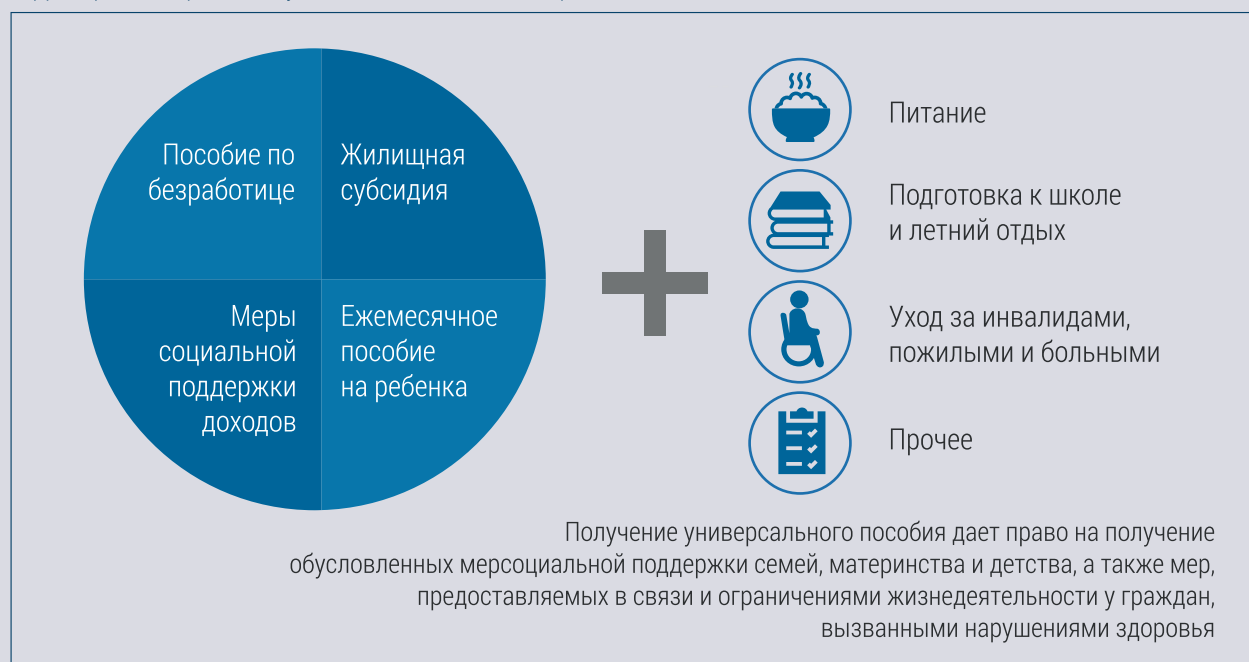 Пособие по
безработице
Жилищная
субсидия
Меры
социальной
поддержки
доходов
Ежемесячное
пособие
на ребенка
Питание
Подготовка к школе
и летний отдых
Уход за инвалидами,
пожилыми и больными
Прочее
Получение универсального пособия дает право на получение
обусловленных мерсоциальной поддержки семей, материнства и детства, а также мер,
предоставляемых в связи и ограничениями жизнедеятельности у граждан,
вызванными нарушениями здоровья